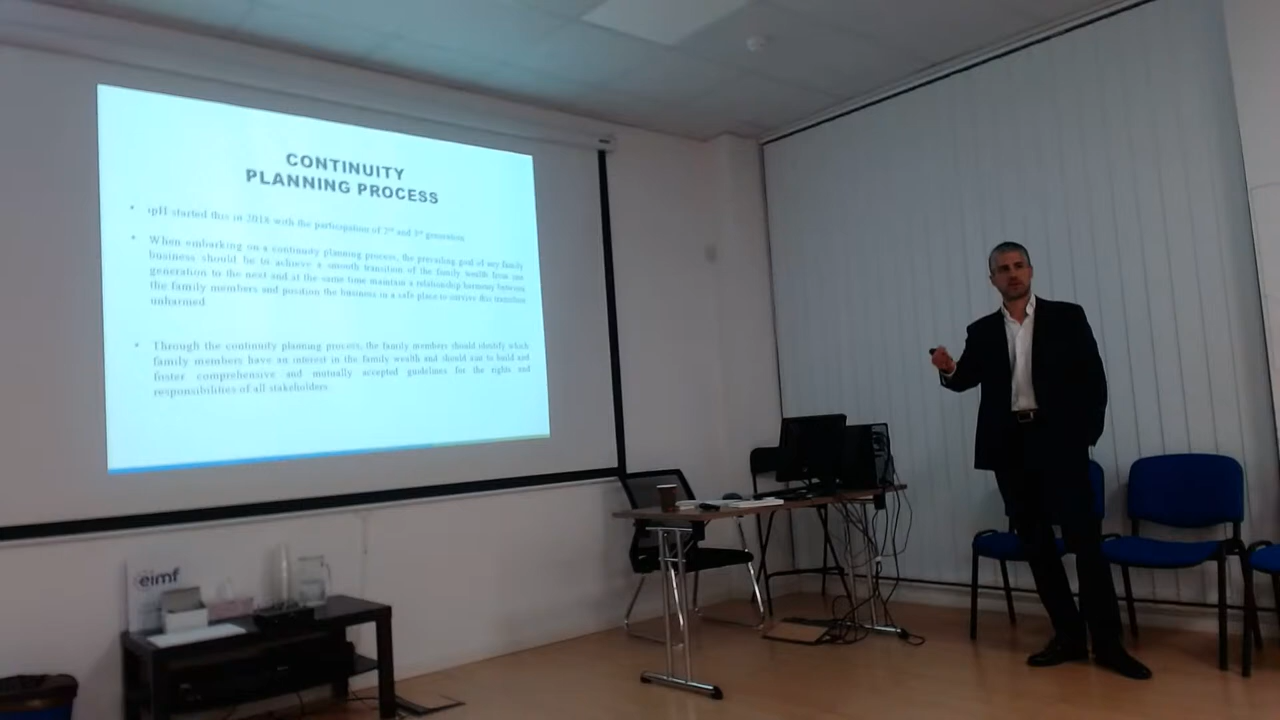 CONTINUITY
PLANNING PROCESS
• started this in 2018 with the participation of 2nd and 3rd generation.
• When embarking on a continuity planning process, the prevailing goal of any family
business should be to achieve a smooth transition of the family wealth from one
generation to the next and at the same time maintain a relationship harmony between
the family members and position the business in a safe place to survive this transition
unharmed.
• Through the continuity planning process, the family members should identify which
family members have an interest in the family wealth and should aim to build and
foster comprehensive and mutually accepted guidelines for the rights and
responsibilities of all stakeholders.
eimf